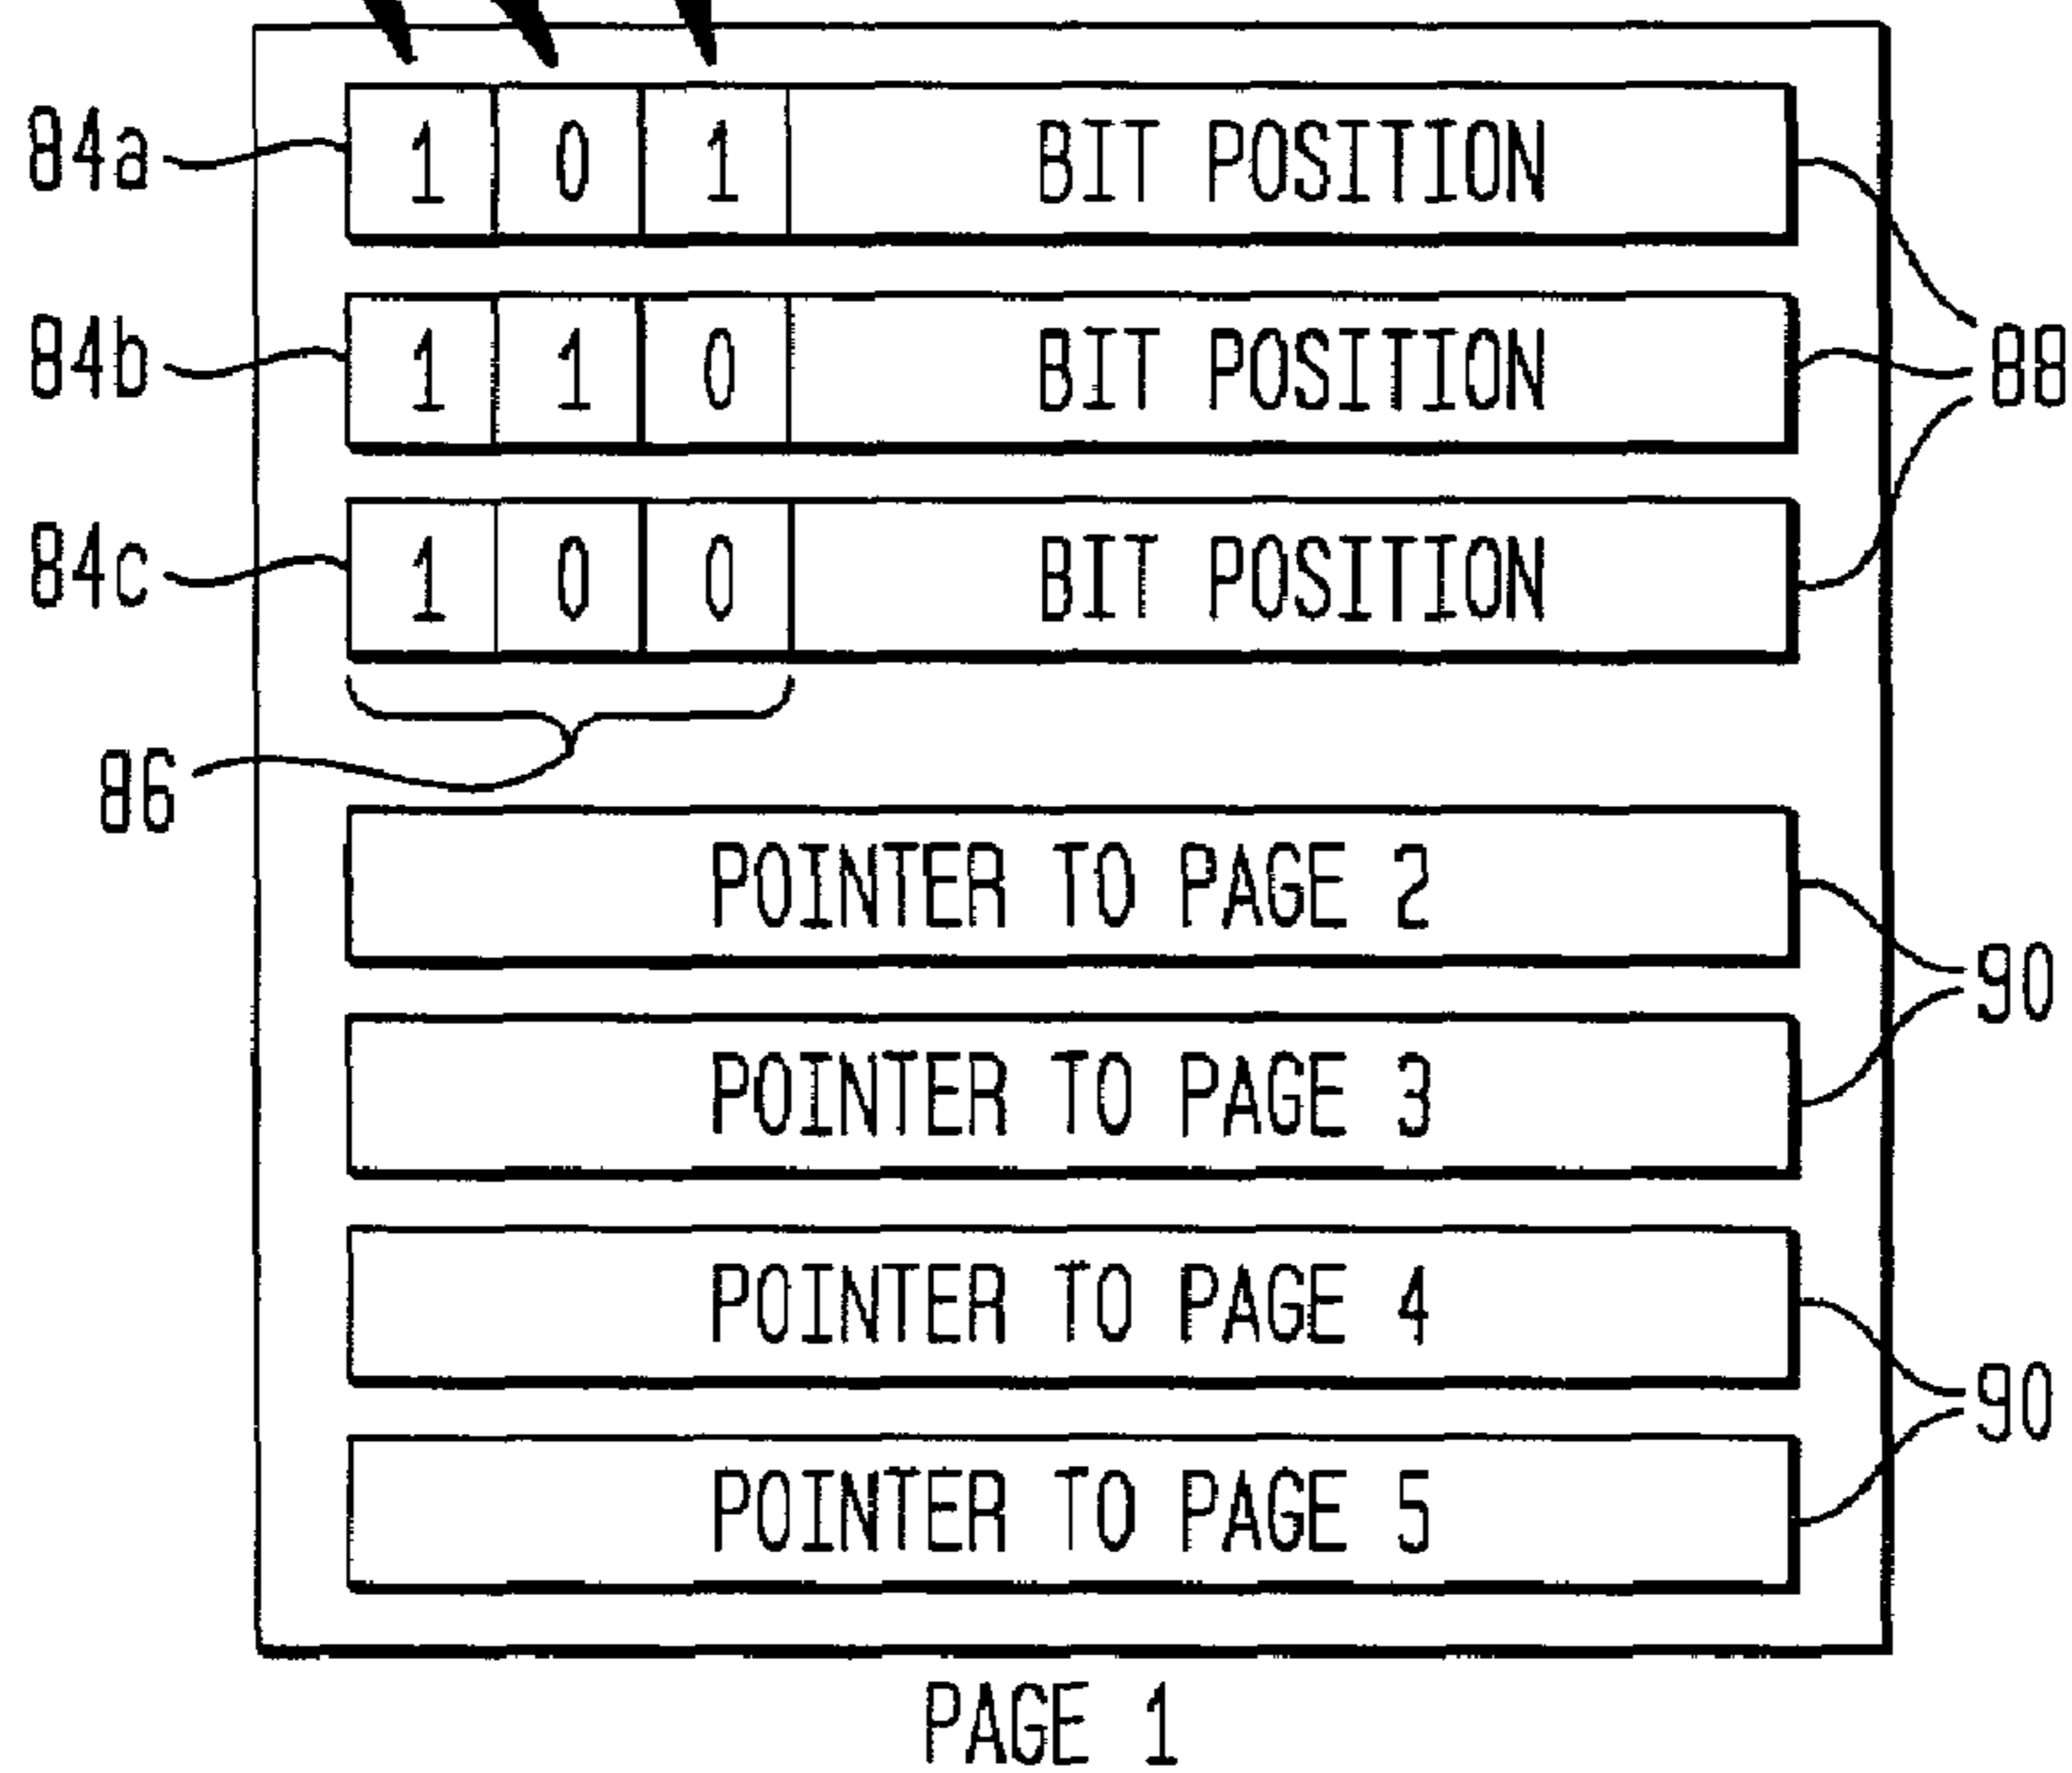 84a 1 0 1 BIT POSITION
84b 1 1 0 BIT POSITION 88
84c 1 0 0 BIT POSITION
86
POINTER TO PAGE 2
90
POINTER TO PAGE 3
POINTER TO PAGE 4
90
POINTER TO PAGE 5
PAGE 1